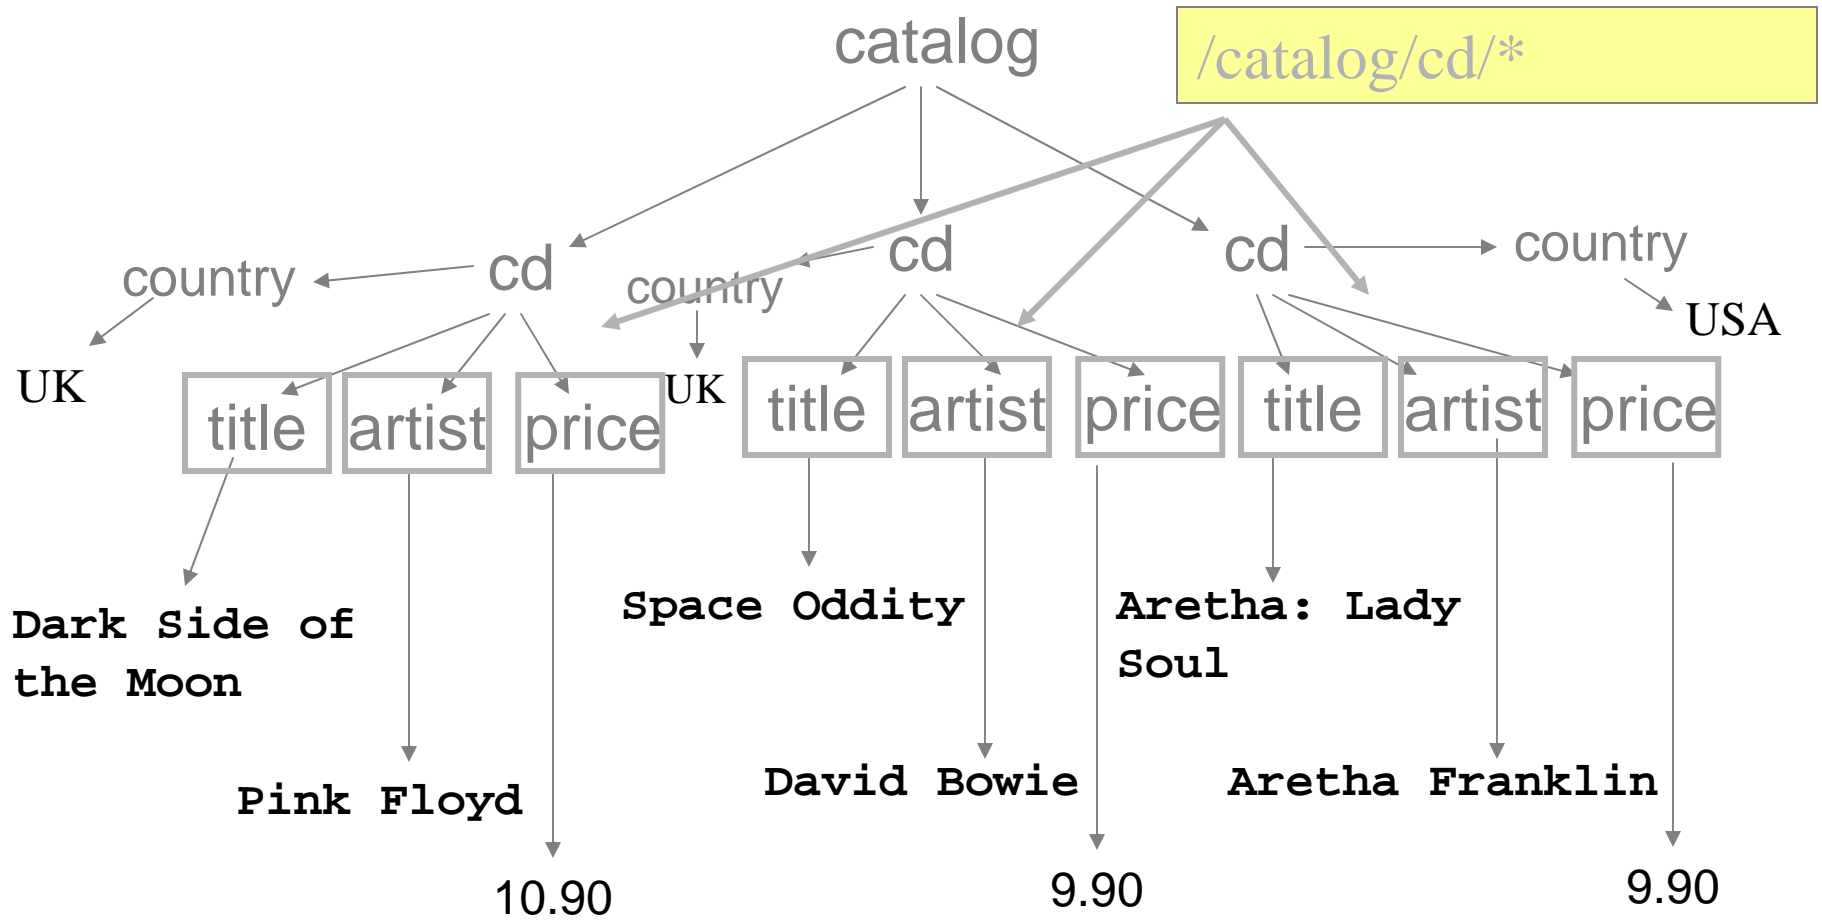 catalog
/catalog/cd/*
country
cd
country
cd
cd
country
UK
UK
USA
title
artist
price
title
artist
price
title
artist
price
Dark Side of
the Moon
Space Oddity
Aretha: Lady
Soul
Pink Floyd
David Bowie
Aretha Franklin
10.90
9.90
9.90